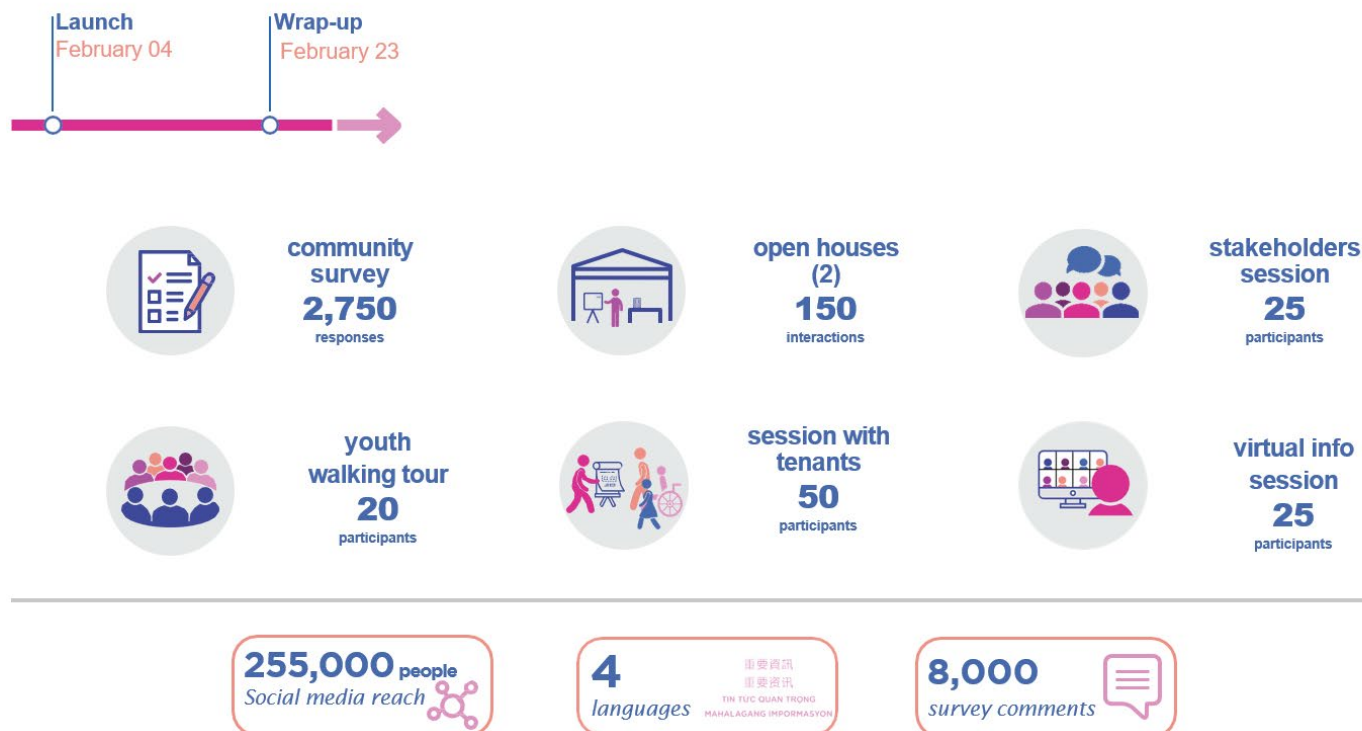 Launch
February 04
Wrap-up
February 23
community
survey
2,750
responses
open houses
(2)
150
interactions
stakeholders
session
25
participants
youth
walking tour
20
participants
session with
tenants
50
participants
virtual info
session
25
participants
255,000 people
Social media reach
4
languages
重要資訊
重要资讯
TIN TỨC QUAN TRỌNG
MAHALAGANG IMPORMASYON
8,000
survey comments